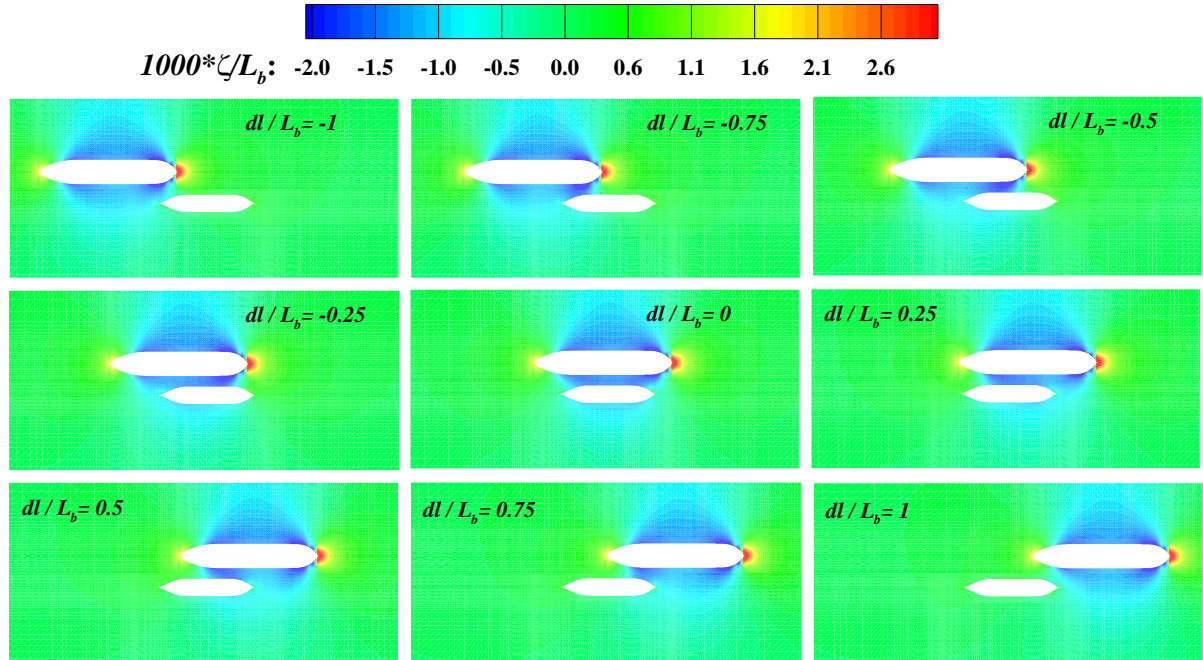 1000*ζ/L_b: -2.0 -1.5 -1.0 -0.5 0.0 0.6 1.1 1.6 2.1 2.6
dl / L_b= -1
dl / L_b= -0.75
dl / L_b= -0.5
dl / L_b= -0.25
dl / L_b= 0
dl / L_b= 0.25
dl / L_b= 0.5
dl / L_b= 0.75
dl / L_b= 1